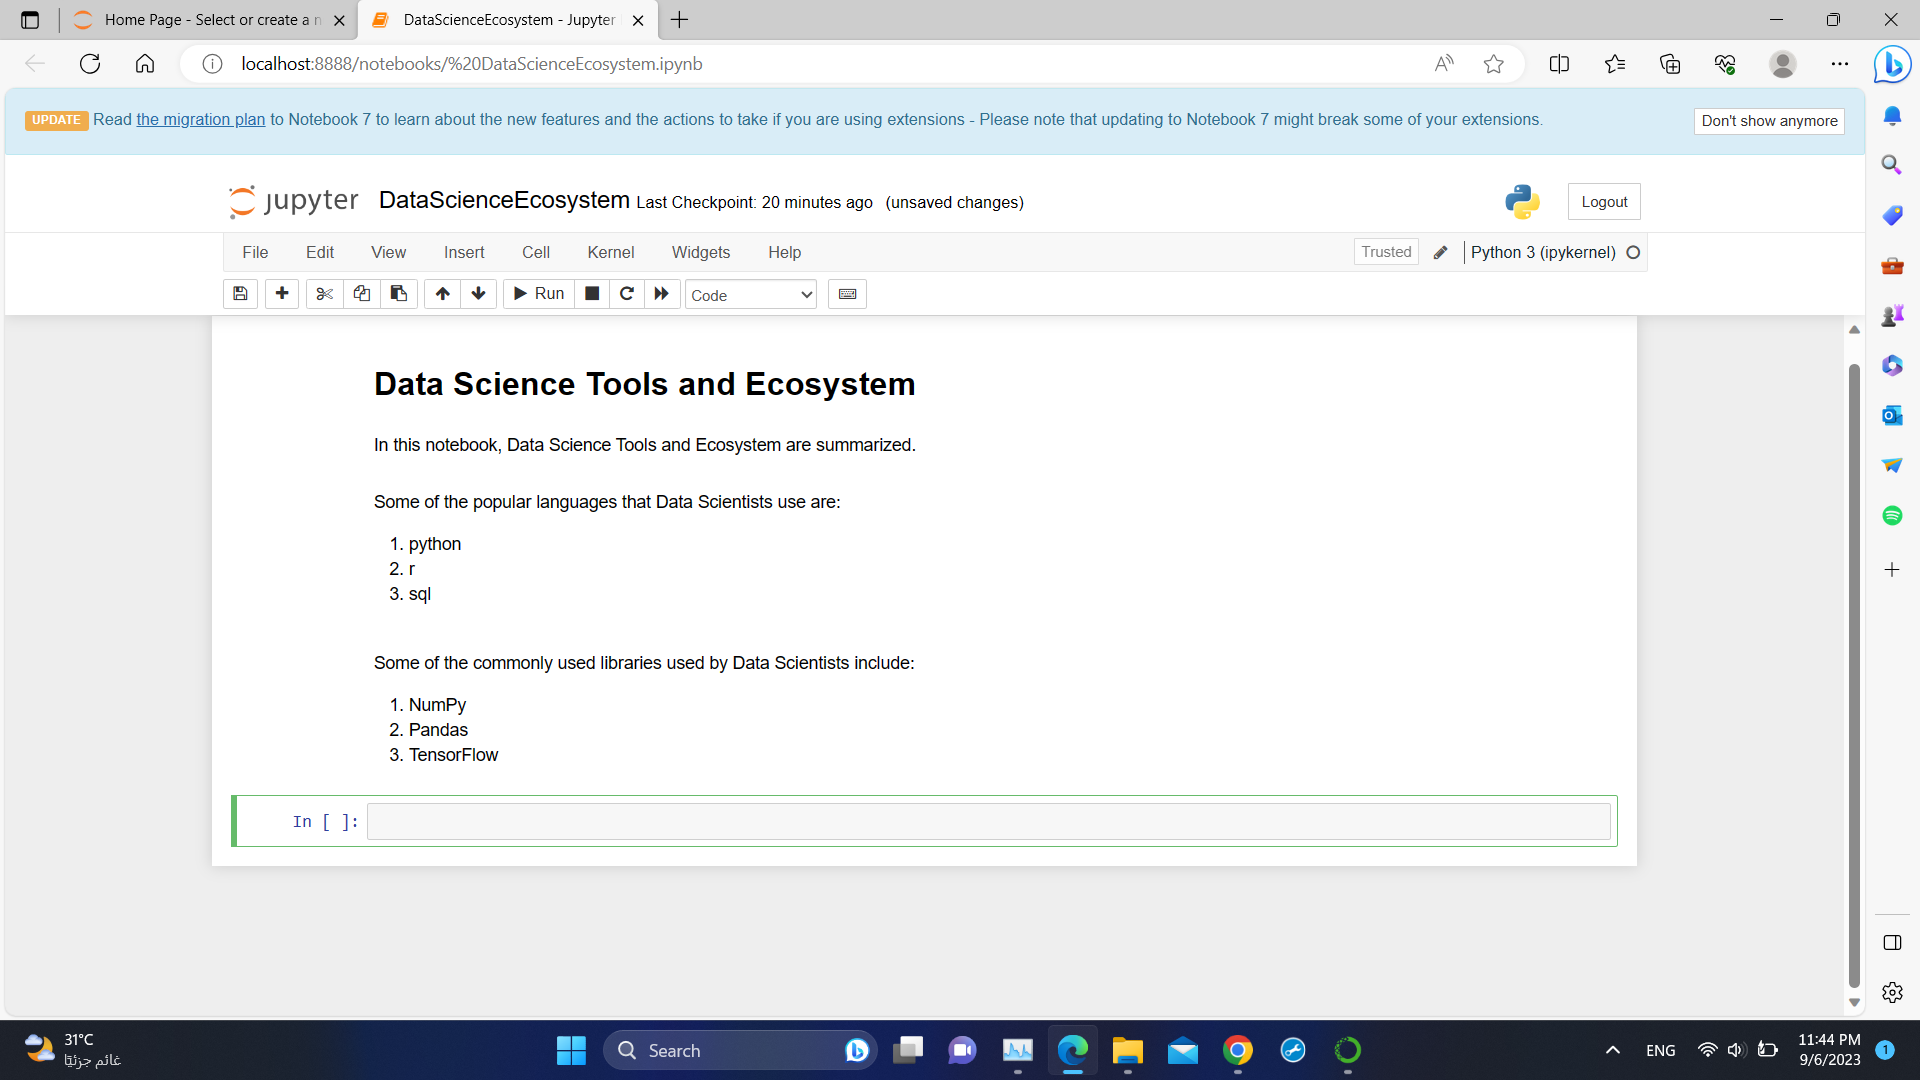 Home Page - Select or create a n
DataScienceEcosystem - Jupyter
localhost:8888/notebooks/%20DataScienceEcosystem.ipynb
UPDATE Read the migration plan to Notebook 7 to learn about the new features and the actions to take if you are using extensions - Please note that updating to Notebook 7 might break some of your extensions.
Don't show anymore
jupyter DataScienceEcosystem Last Checkpoint: 20 minutes ago (unsaved changes)
Logout
File Edit View Insert Cell Kernel Widgets Help
Trusted Python 3 (ipykernel)
Run Code
Data Science Tools and Ecosystem
In this notebook, Data Science Tools and Ecosystem are summarized.
Some of the popular languages that Data Scientists use are:
1. python
2. r
3. sql
Some of the commonly used libraries used by Data Scientists include:
1. NumPy
2. Pandas
3. TensorFlow
In [ ]:
31°C
غائم جزئيًا
Search
ENG
11:44 PM
9/6/2023
1